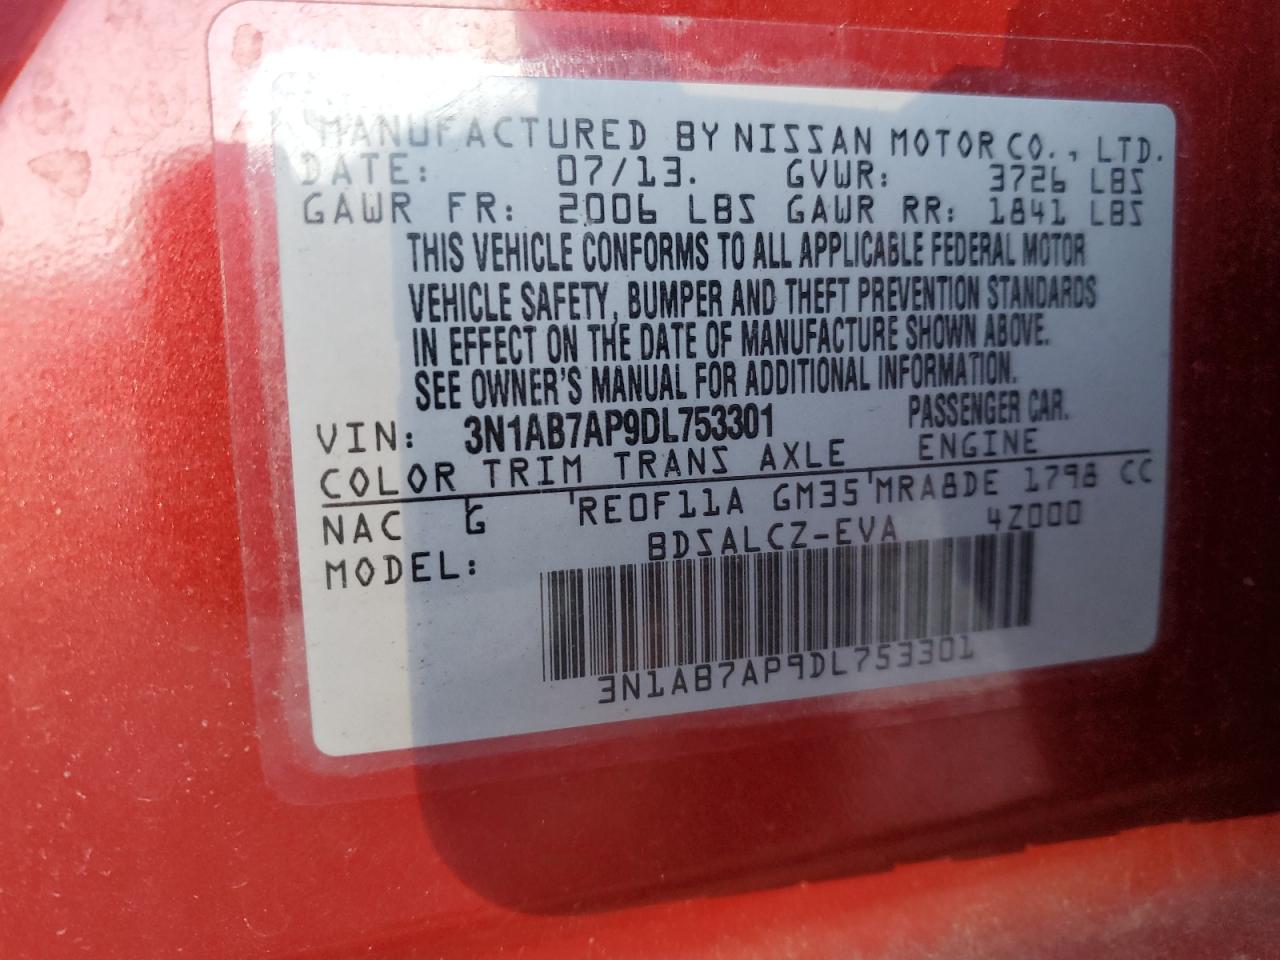 MANUFACTURED BY NISSAN MOTOR CO., LTD.
DATE: 07/13. GVWR: 3726 LBS
GAWR FR: 2006 LBS GAWR RR: 1841 LBS
THIS VEHICLE CONFORMS TO ALL APPLICABLE FEDERAL MOTOR
VEHICLE SAFETY, BUMPER AND THEFT PREVENTION STANDARDS
IN EFFECT ON THE DATE OF MANUFACTURE SHOWN ABOVE.
SEE OWNER'S MANUAL FOR ADDITIONAL INFORMATION.
VIN: 3N1AB7AP9DL753301 PASSENGER CAR.
COLOR TRIM TRANS AXLE ENGINE
NAC G RE0F11A GM35 MRA8DE 1798 CC
MODEL: BDSALCZ-EVA 4Z000
3N1AB7AP9DL753301